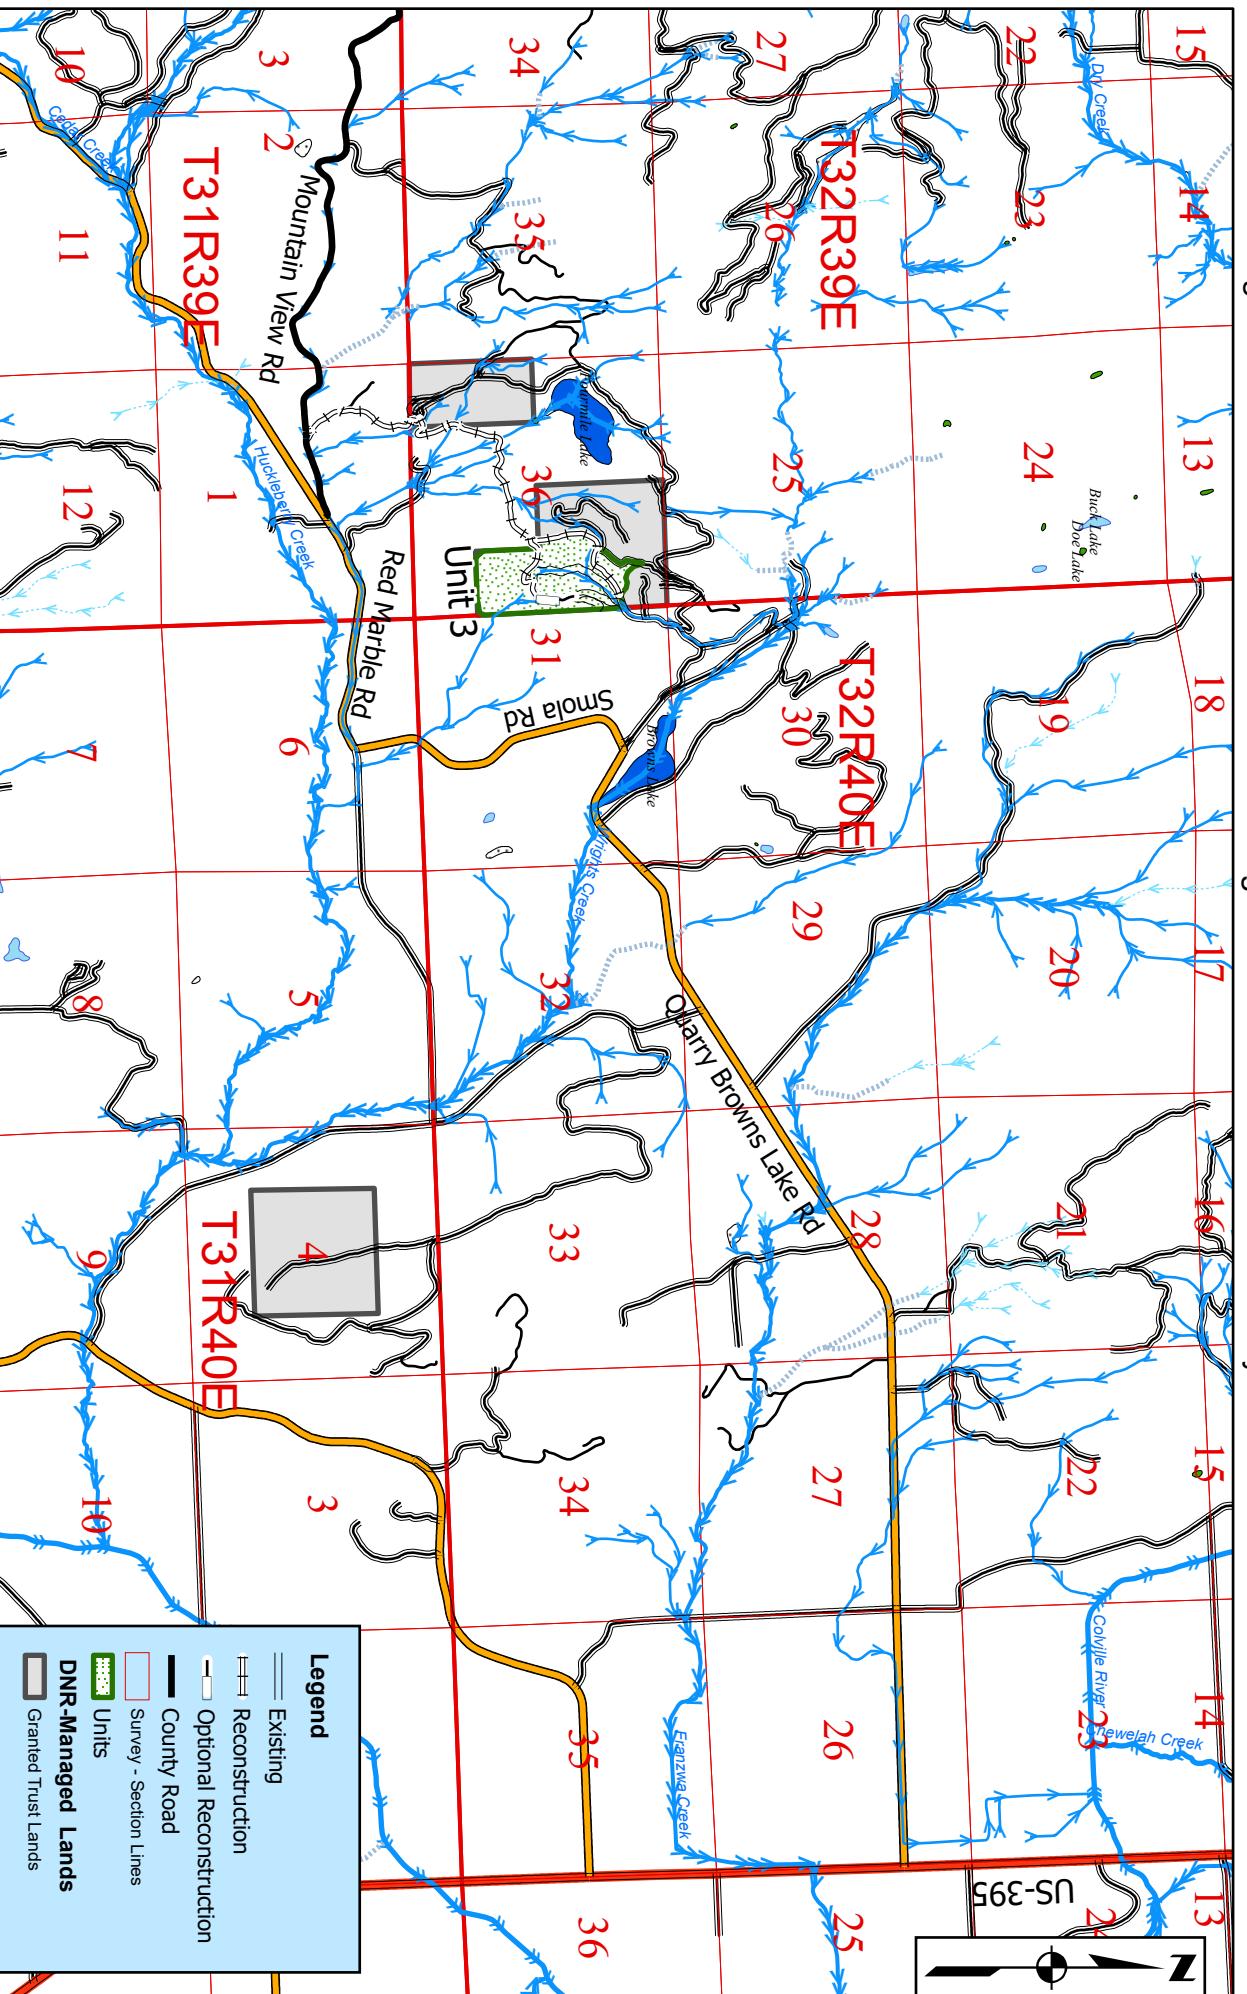 T32R39E
T32R40E
T31R39E
T31R40E
15
14
13
18
17
16
15
14
13
22
23
24
19
20
21
22
23
27
26
25
30
29
28
27
26
25
34
35
36
31
32
33
34
35
36
3
2
1
6
5
4
3
10
11
12
7
8
9
10
Dry Creek
Buck Lake
Doe Lake
Browns Lake
Wrights Creek
Cedar Creek
Huckleberry Creek
Colville River
Chewelah Creek
Franzwa Creek
Mountain View Rd
Red Marble Rd
Smola Rd
Quarry Browns Lake Rd
US-395
Unit 3
Z
Legend
Existing
Reconstruction
Optional Reconstruction
County Road
Survey - Section Lines
Units
DNR-Managed Lands
Granted Trust Lands